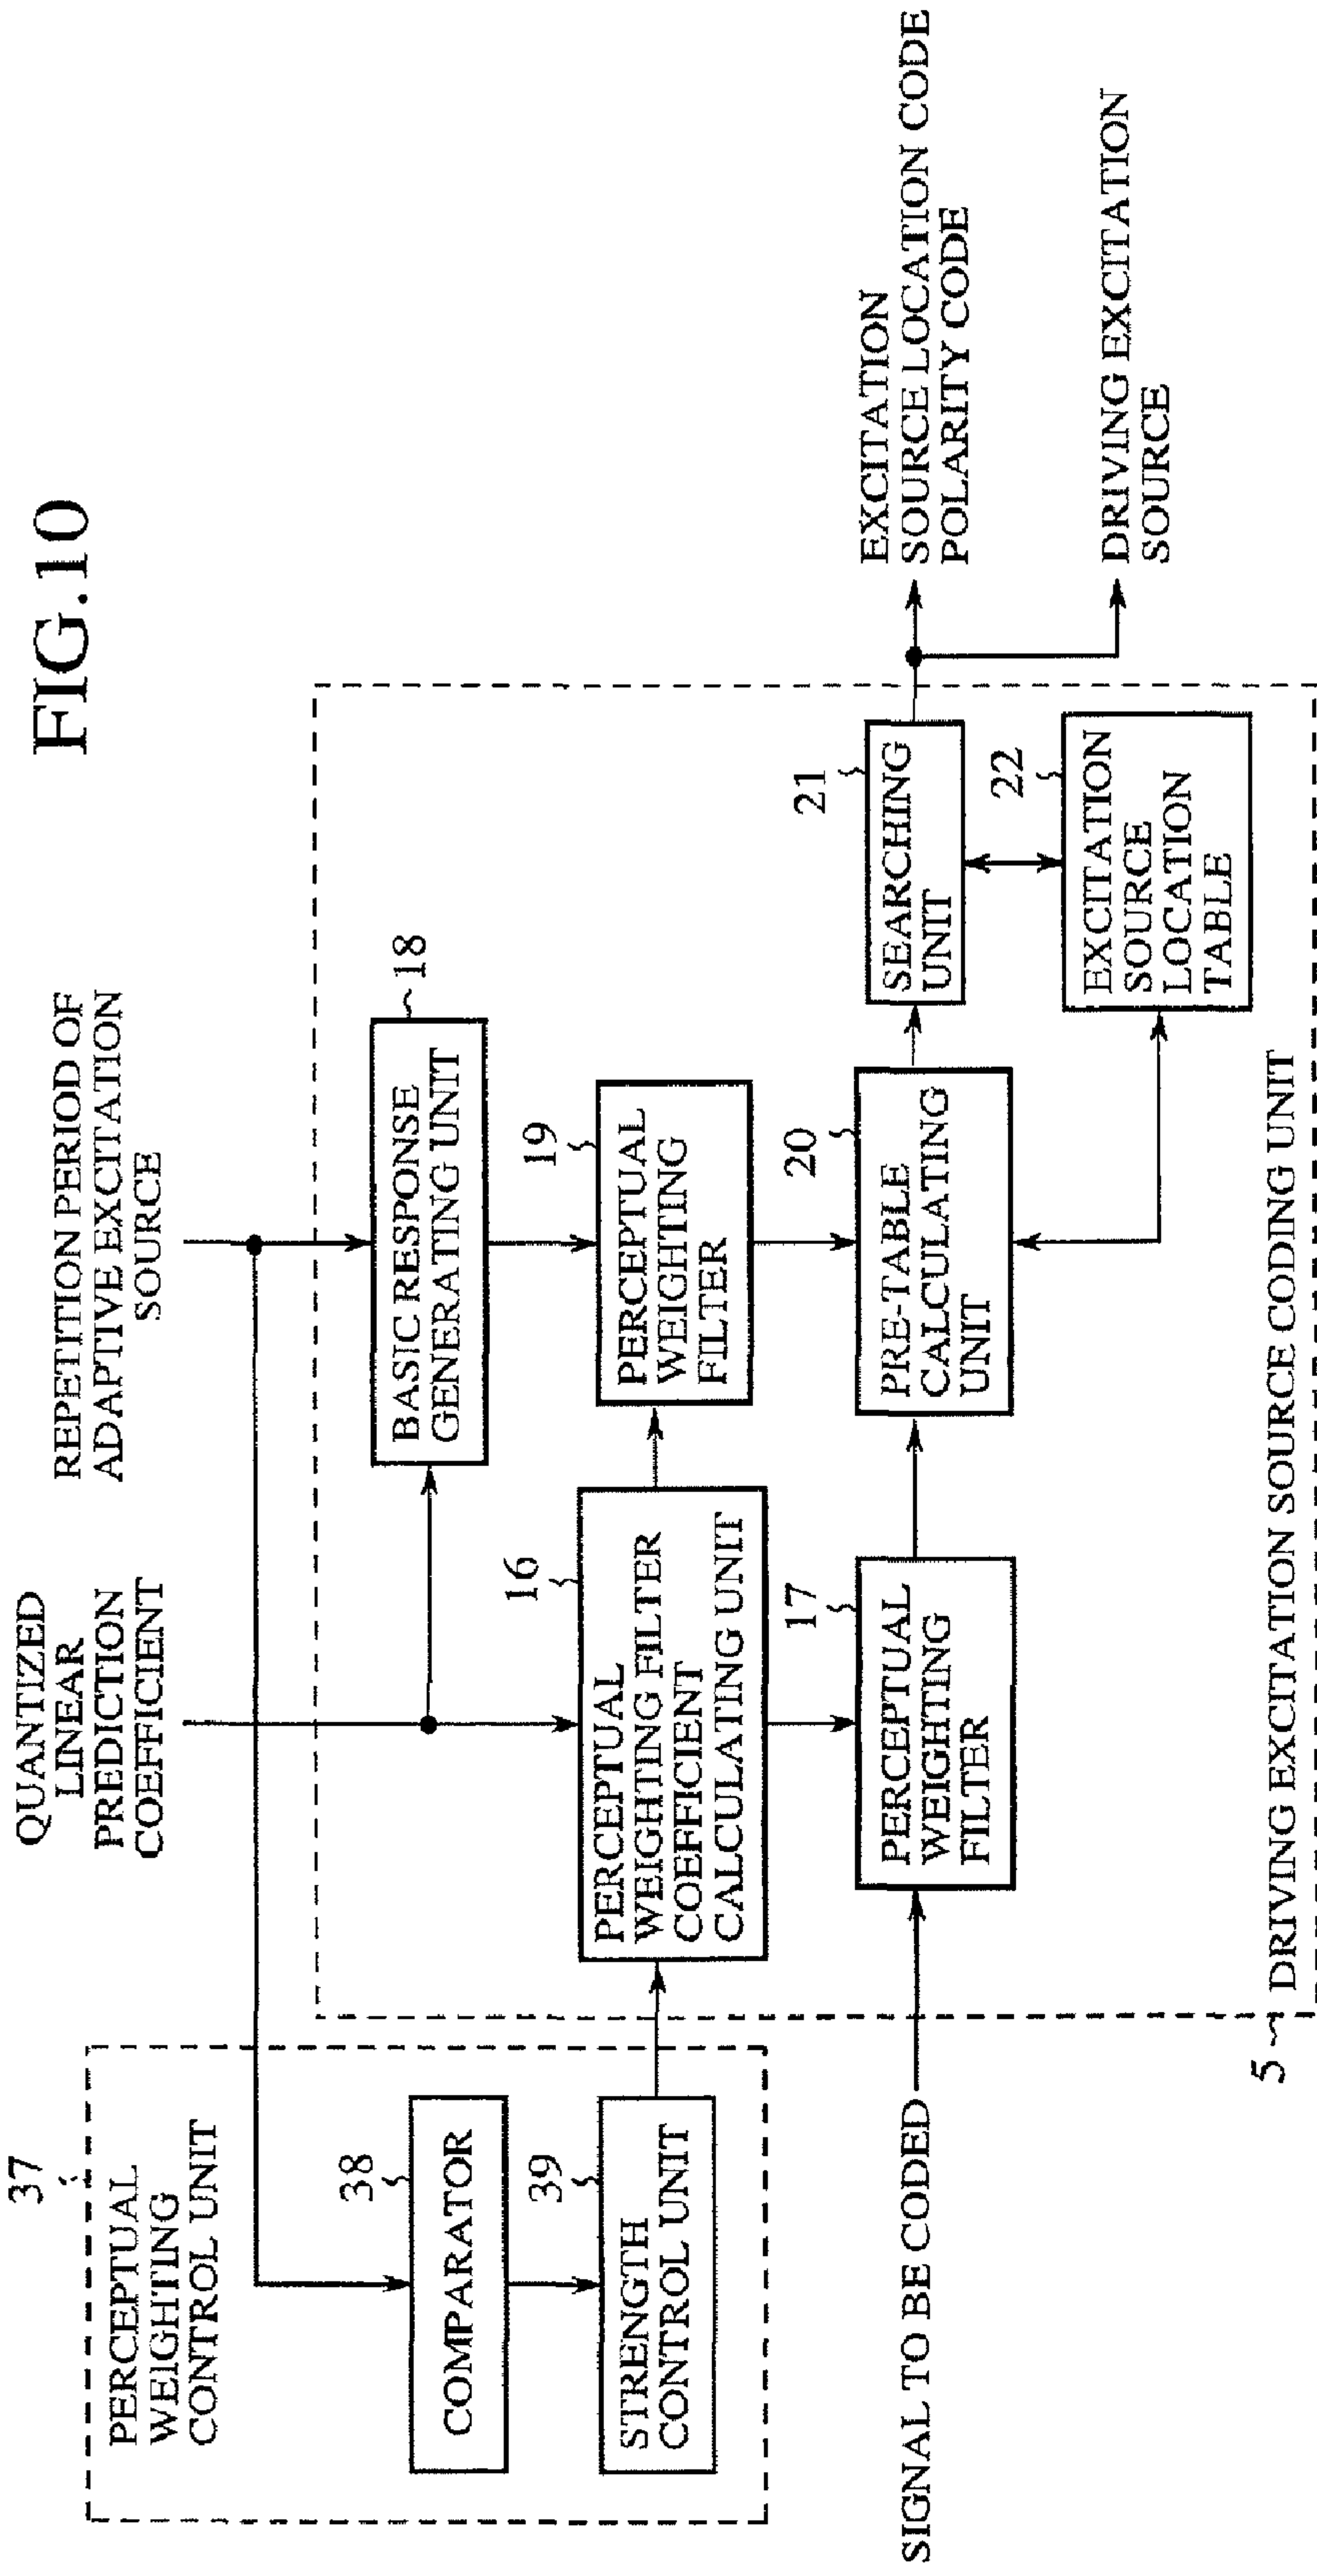 FIG.10
37
PERCEPTUAL
WEIGHTING
CONTROL UNIT
38
COMPARATOR
39
STRENGTH
CONTROL UNIT
SIGNAL TO BE CODED
QUANTIZED
LINEAR
PREDICTION
COEFFICIENT
REPETITION PERIOD OF
ADAPTIVE EXCITATION
SOURCE
18
BASIC RESPONSE
GENERATING UNIT
16
PERCEPTUAL
WEIGHTING FILTER
COEFFICIENT
CALCULATING UNIT
19
PERCEPTUAL
WEIGHTING
FILTER
17
PERCEPTUAL
WEIGHTING
FILTER
20
PRE-TABLE
CALCULATING
UNIT
21
SEARCHING
UNIT
22
EXCITATION
SOURCE
LOCATION
TABLE
EXCITATION
SOURCE LOCATION CODE
POLARITY CODE
DRIVING EXCITATION
SOURCE
5 DRIVING EXCITATION SOURCE CODING UNIT